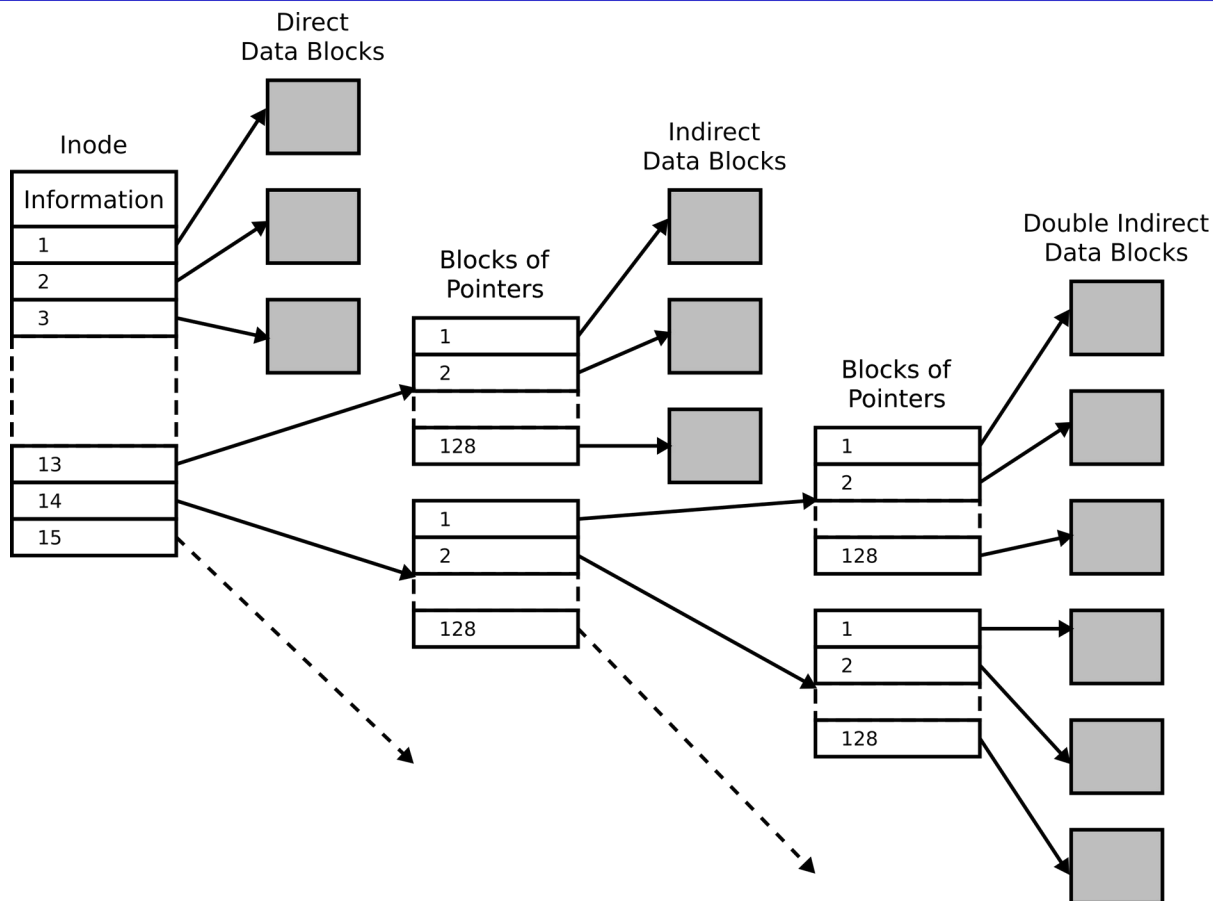 Direct
Data Blocks
Inode
Information
1
2
3
13
14
15
Blocks of
Pointers
1
2
128
1
2
128
Indirect
Data Blocks
Blocks of
Pointers
1
2
128
1
2
128
Double Indirect
Data Blocks